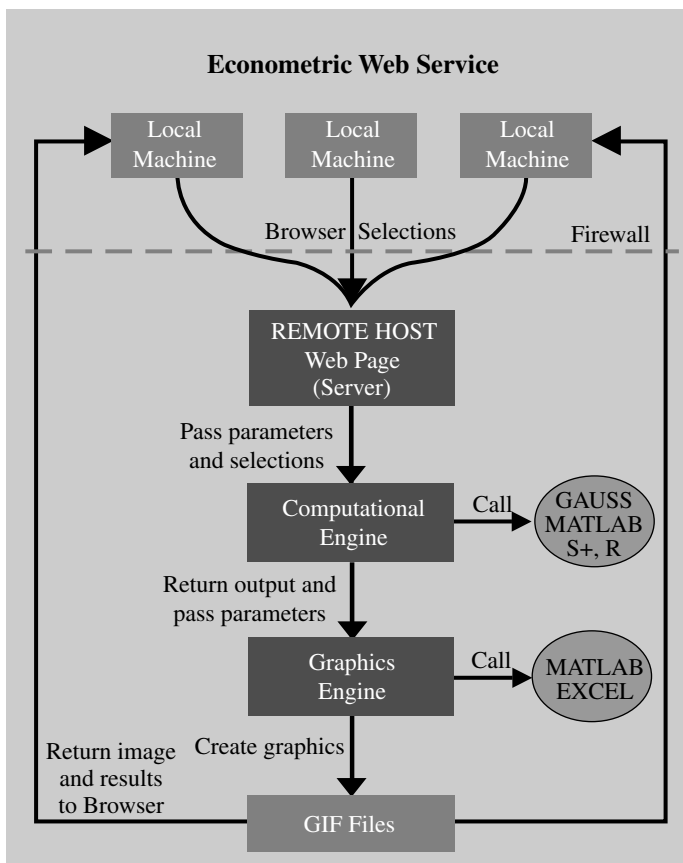 Econometric Web Service
Local
Machine
Local
Machine
Local
Machine
Browser Selections
Firewall
REMOTE HOST
Web Page
(Server)
Pass parameters
and selections
Computational
Engine
Call
GAUSS
MATLAB
S+, R
Return output and
pass parameters
Graphics
Engine
Call
MATLAB
EXCEL
Create graphics
Return image
and results
to Browser
GIF Files